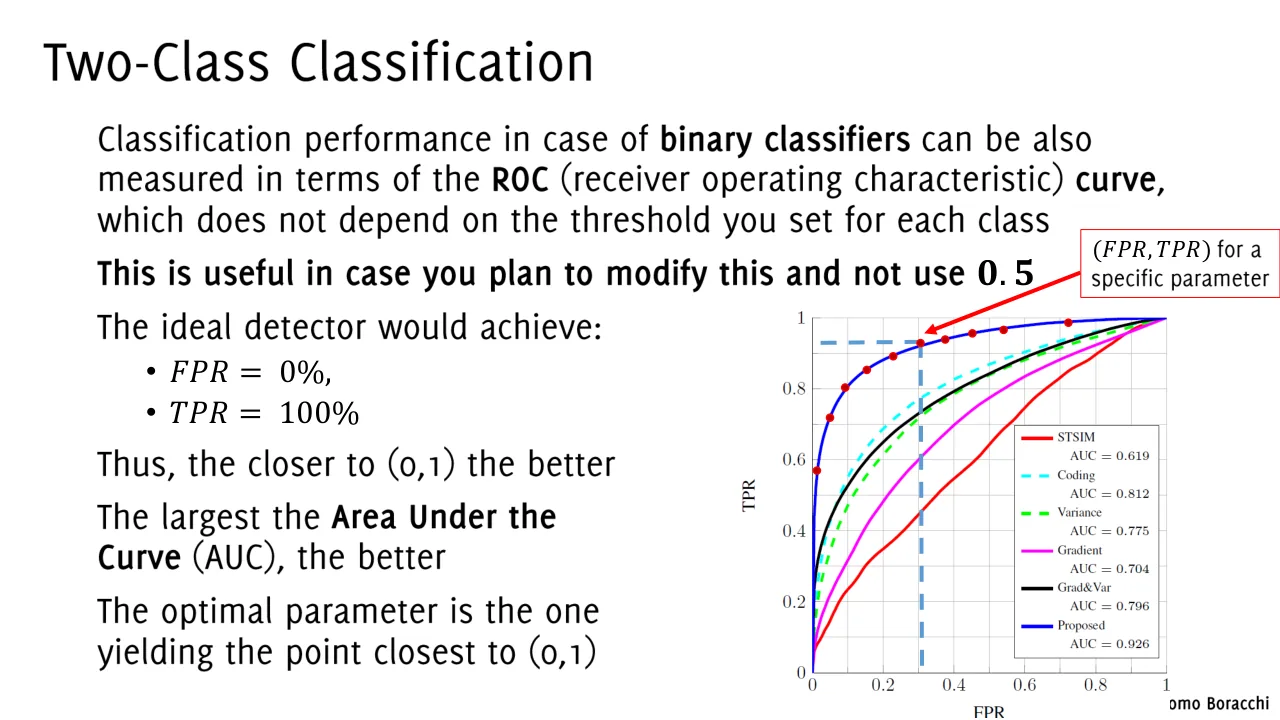 Two-Class Classification
Classification performance in case of binary classifiers can be also
measured in terms of the ROC (receiver operating characteristic) curve,
which does not depend on the threshold you set for each class
(FPR, TPR) for a
specific parameter
This is useful in case you plan to modify this and not use 0.5
The ideal detector would achieve:
• FPR = 0%,
• TPR = 100%
Thus, the closer to (0,1) the better
The largest the Area Under the
Curve (AUC), the better
The optimal parameter is the one
yielding the point closest to (0,1)
1
0.8
0.6
0.4
0.2
0
TPR
0 0.2 0.4 0.6 0.8 1
FPR
STSIM
AUC = 0.619
Coding
AUC = 0.812
Variance
AUC = 0.775
Gradient
AUC = 0.704
Grad&Var
AUC = 0.796
Proposed
AUC = 0.926
omo Boracchi